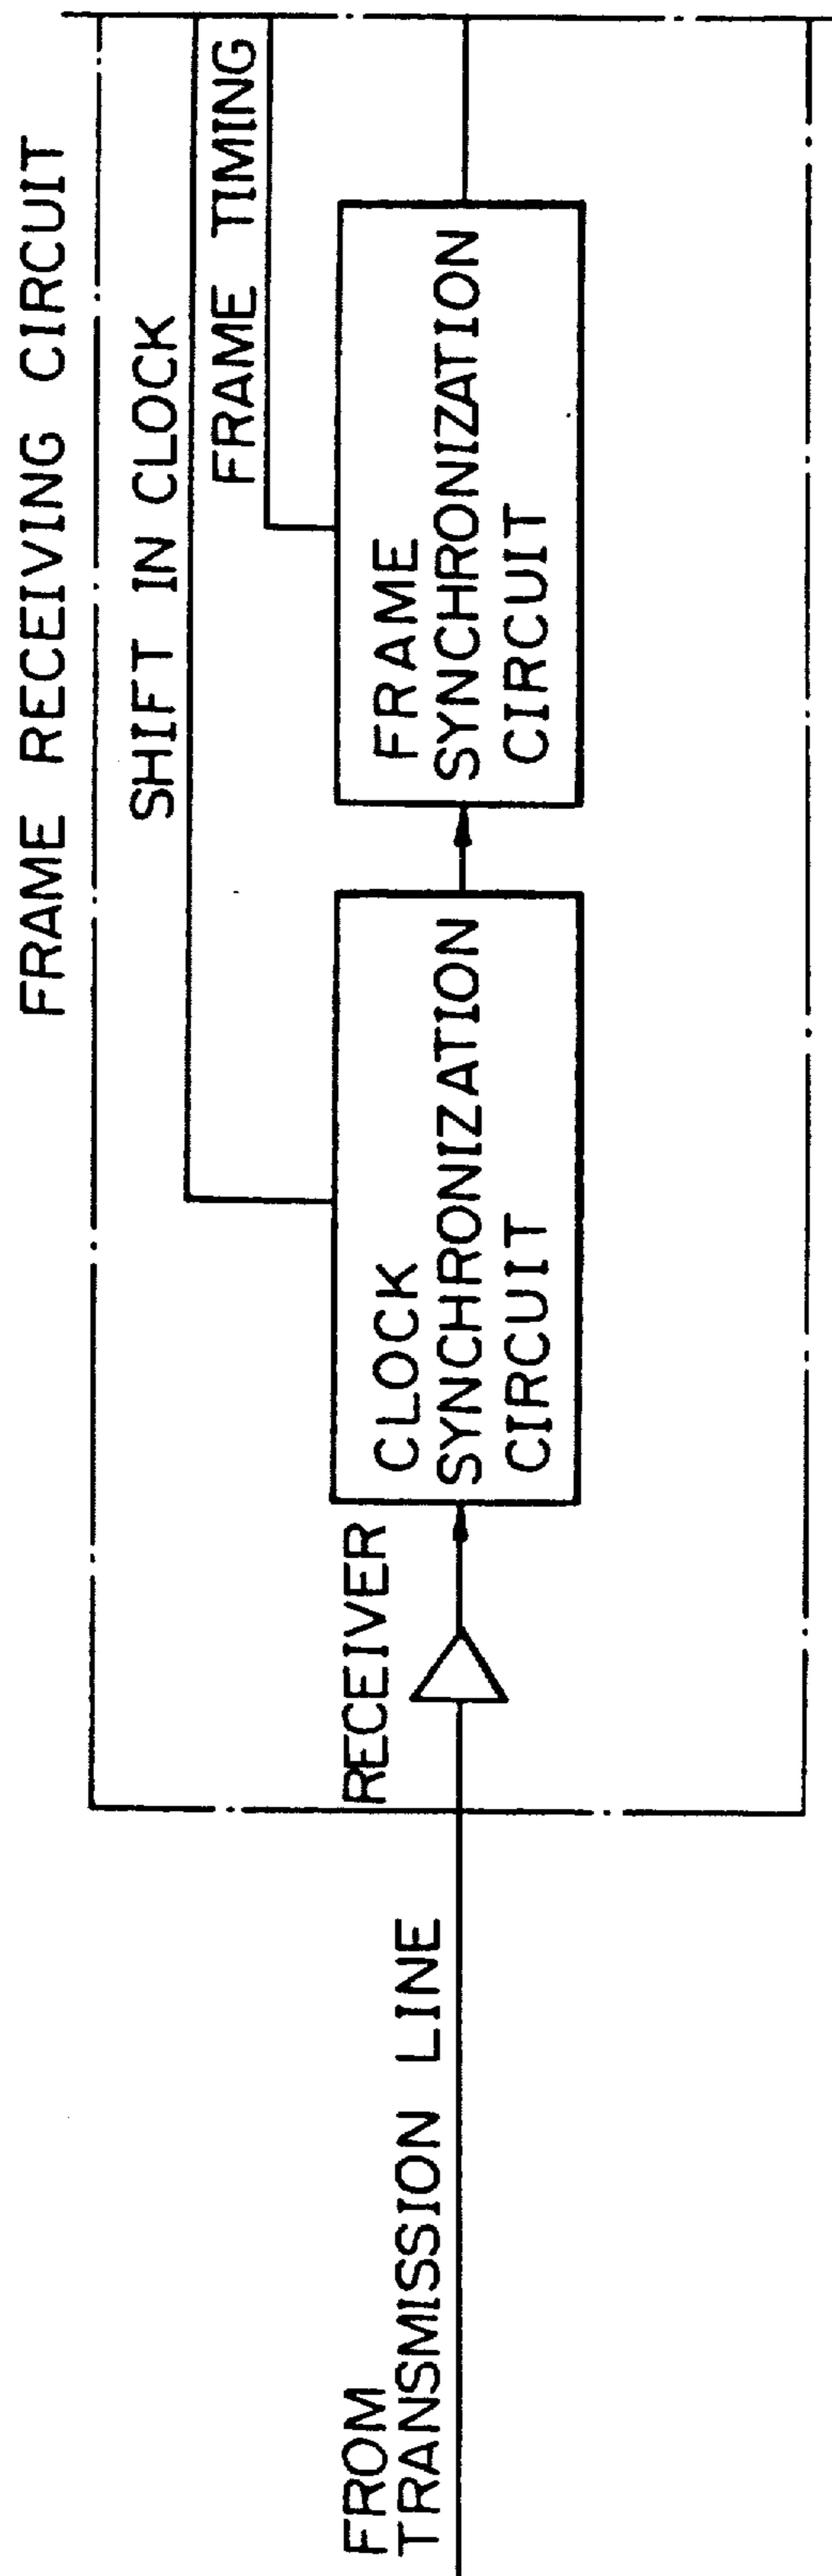 FRAME RECEIVING CIRCUIT
SHIFT IN CLOCK
FRAME TIMING
FROM
TRANSMISSION LINE
RECEIVER
CLOCK
SYNCHRONIZATION
CIRCUIT
FRAME
SYNCHRONIZATION
CIRCUIT